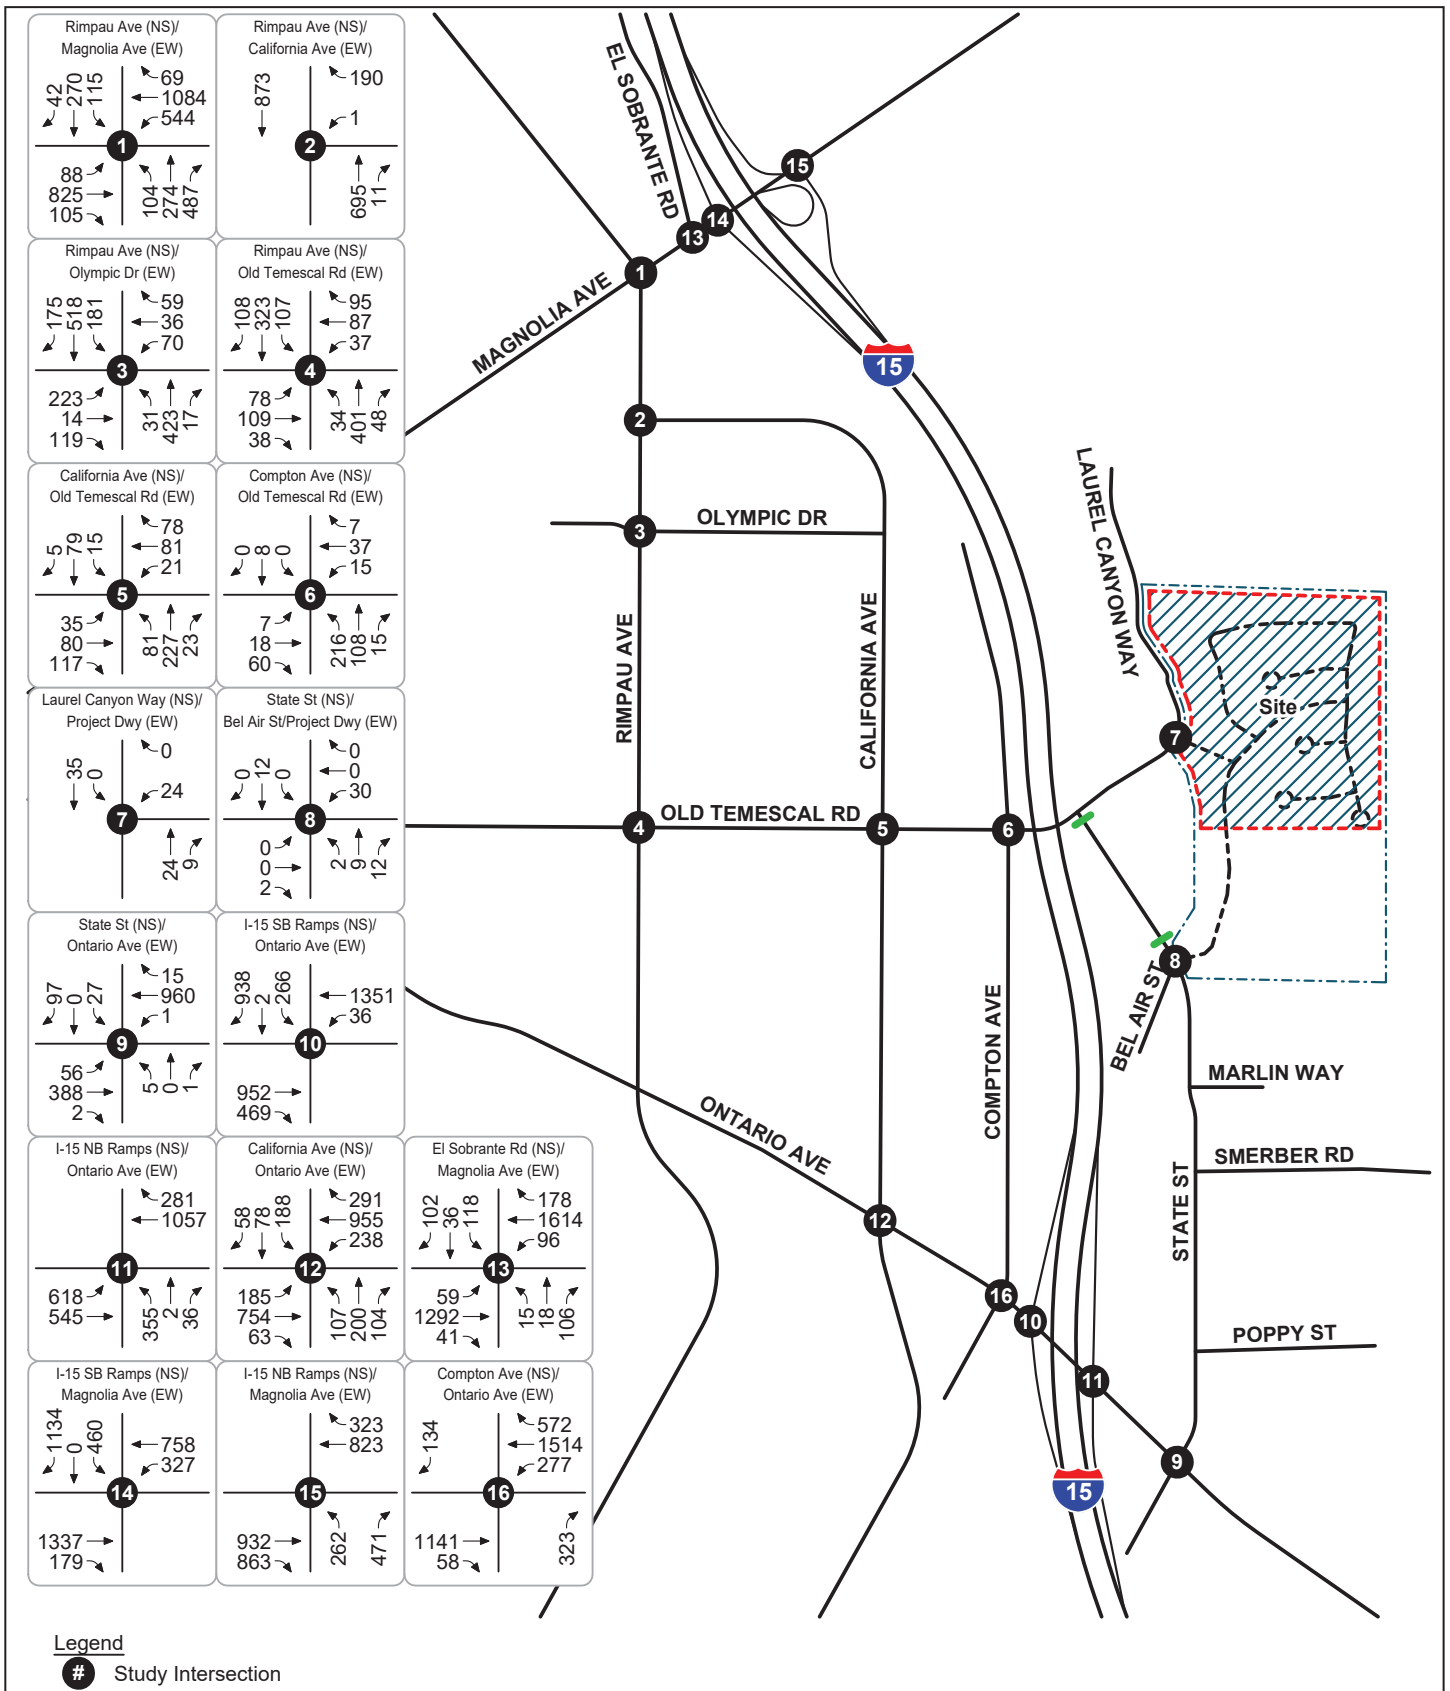 Rimpau Ave (NS)/
Magnolia Ave (EW)
42 270 115
69
1084
544
1
88
825
105
104 274 487
Rimpau Ave (NS)/
California Ave (EW)
873
190
1
2
695 11
Rimpau Ave (NS)/
Olympic Dr (EW)
175 518 181
59
36
70
3
223
14
119
31 423 17
Rimpau Ave (NS)/
Old Temescal Rd (EW)
108 323 107
95
87
37
4
78
109
38
34 401 48
California Ave (NS)/
Old Temescal Rd (EW)
5 79 15
78
81
21
5
35
80
117
81 227 23
Compton Ave (NS)/
Old Temescal Rd (EW)
0 8 0
7
37
15
6
7
18
60
216 108 15
Laurel Canyon Way (NS)/
Project Dwy (EW)
35 0
0
24
7
24 9
State St (NS)/
Bel Air St/Project Dwy (EW)
0 12 0
0
0
30
8
0
0
2
2 9 12
State St (NS)/
Ontario Ave (EW)
97 0 27
15
960
1
9
56
388
2
5 0 1
I-15 SB Ramps (NS)/
Ontario Ave (EW)
938 2 266
1351
36
10
952
469
I-15 NB Ramps (NS)/
Ontario Ave (EW)
281
1057
11
618
545
355 2 36
California Ave (NS)/
Ontario Ave (EW)
58 78 188
291
955
238
12
185
754
63
107 200 104
El Sobrante Rd (NS)/
Magnolia Ave (EW)
102 36 118
178
1614
96
13
59
1292
41
15 18 106
I-15 SB Ramps (NS)/
Magnolia Ave (EW)
1134 0 460
758
327
14
1337
179
I-15 NB Ramps (NS)/
Magnolia Ave (EW)
323
823
15
932
863
262 471
Compton Ave (NS)/
Ontario Ave (EW)
134
572
1514
277
16
1141
58
323
EL SOBRANTE RD
15
14
13
1
MAGNOLIA AVE
15
2
LAUREL CANYON WAY
3
OLYMPIC DR
RIMPAU AVE
CALIFORNIA AVE
Site
7
4
OLD TEMESCAL RD
5
6
8
BEL AIR ST
COMPTON AVE
MARLIN WAY
ONTARIO AVE
SMERBER RD
STATE ST
12
16
10
POPPY ST
11
9
15
Legend
# Study Intersection